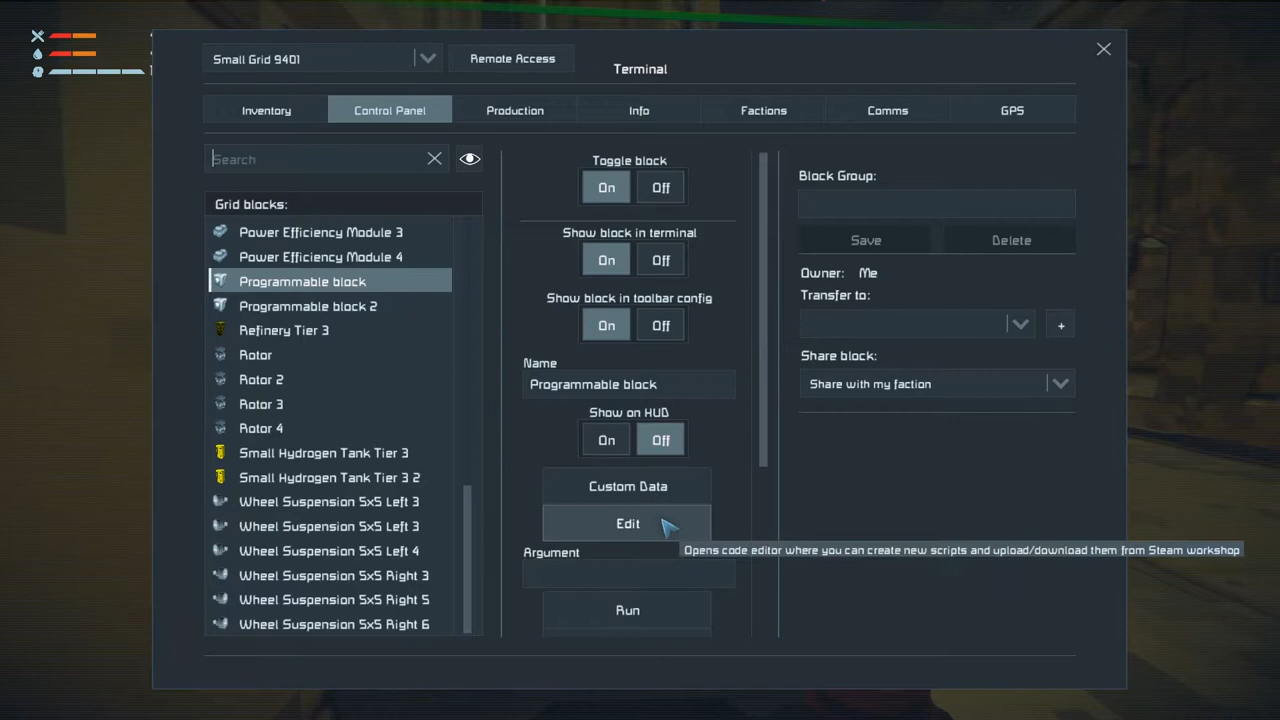 Small Grid 9401
Remote Access
Terminal
Inventory
Control Panel
Production
Info
Factions
Comms
GPS
Search
Grid blocks:
Power Efficiency Module 3
Power Efficiency Module 4
Programmable block
Programmable block 2
Refinery Tier 3
Rotor
Rotor 2
Rotor 3
Rotor 4
Small Hydrogen Tank Tier 3
Small Hydrogen Tank Tier 3 2
Wheel Suspension 5x5 Left 3
Wheel Suspension 5x5 Left 3
Wheel Suspension 5x5 Left 4
Wheel Suspension 5x5 Right 3
Wheel Suspension 5x5 Right 5
Wheel Suspension 5x5 Right 6
Toggle block
On Off
Show block in terminal
On Off
Show block in toolbar config
On Off
Name
Programmable block
Show on HUD
On Off
Custom Data
Edit
Opens code editor where you can create new scripts and upload/download them from Steam workshop
Argument
Run
Block Group:
Save Delete
Owner: Me
Transfer to:
+
Share block:
Share with my faction